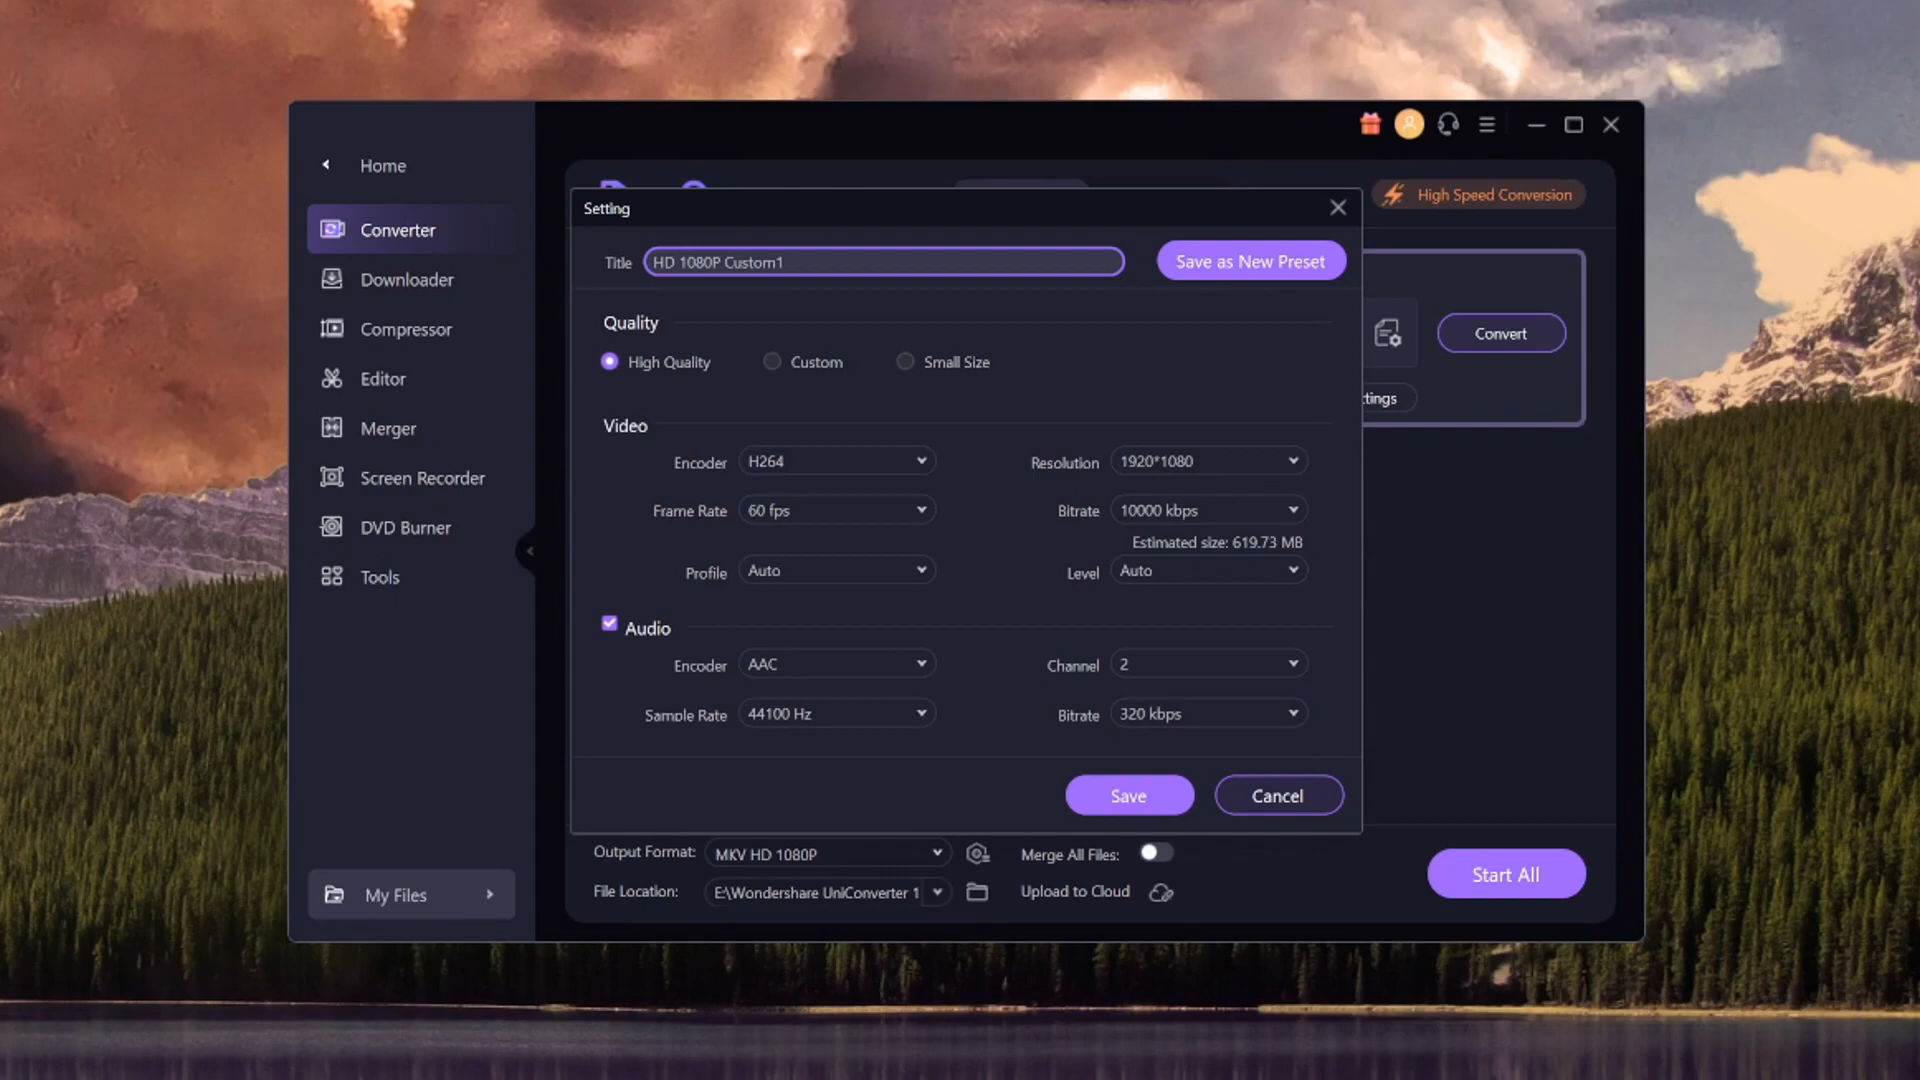 Home
Converter
Downloader
Compressor
Editor
Merger
Screen Recorder
DVD Burner
Tools
My Files
High Speed Conversion
Setting
Title HD 1080P Custom1 Save as New Preset
Quality
High Quality Custom Small Size
Convert
ttings
Video
Encoder H264 Resolution 1920*1080
Frame Rate 60 fps Bitrate 10000 kbps
Estimated size: 619.73 MB
Profile Auto Level Auto
Audio
Encoder AAC Channel 2
Sample Rate 44100 Hz Bitrate 320 kbps
Save Cancel
Output Format: MKV HD 1080P Merge All Files:
File Location: E:\Wondershare UniConverter 1 Upload to Cloud
Start All